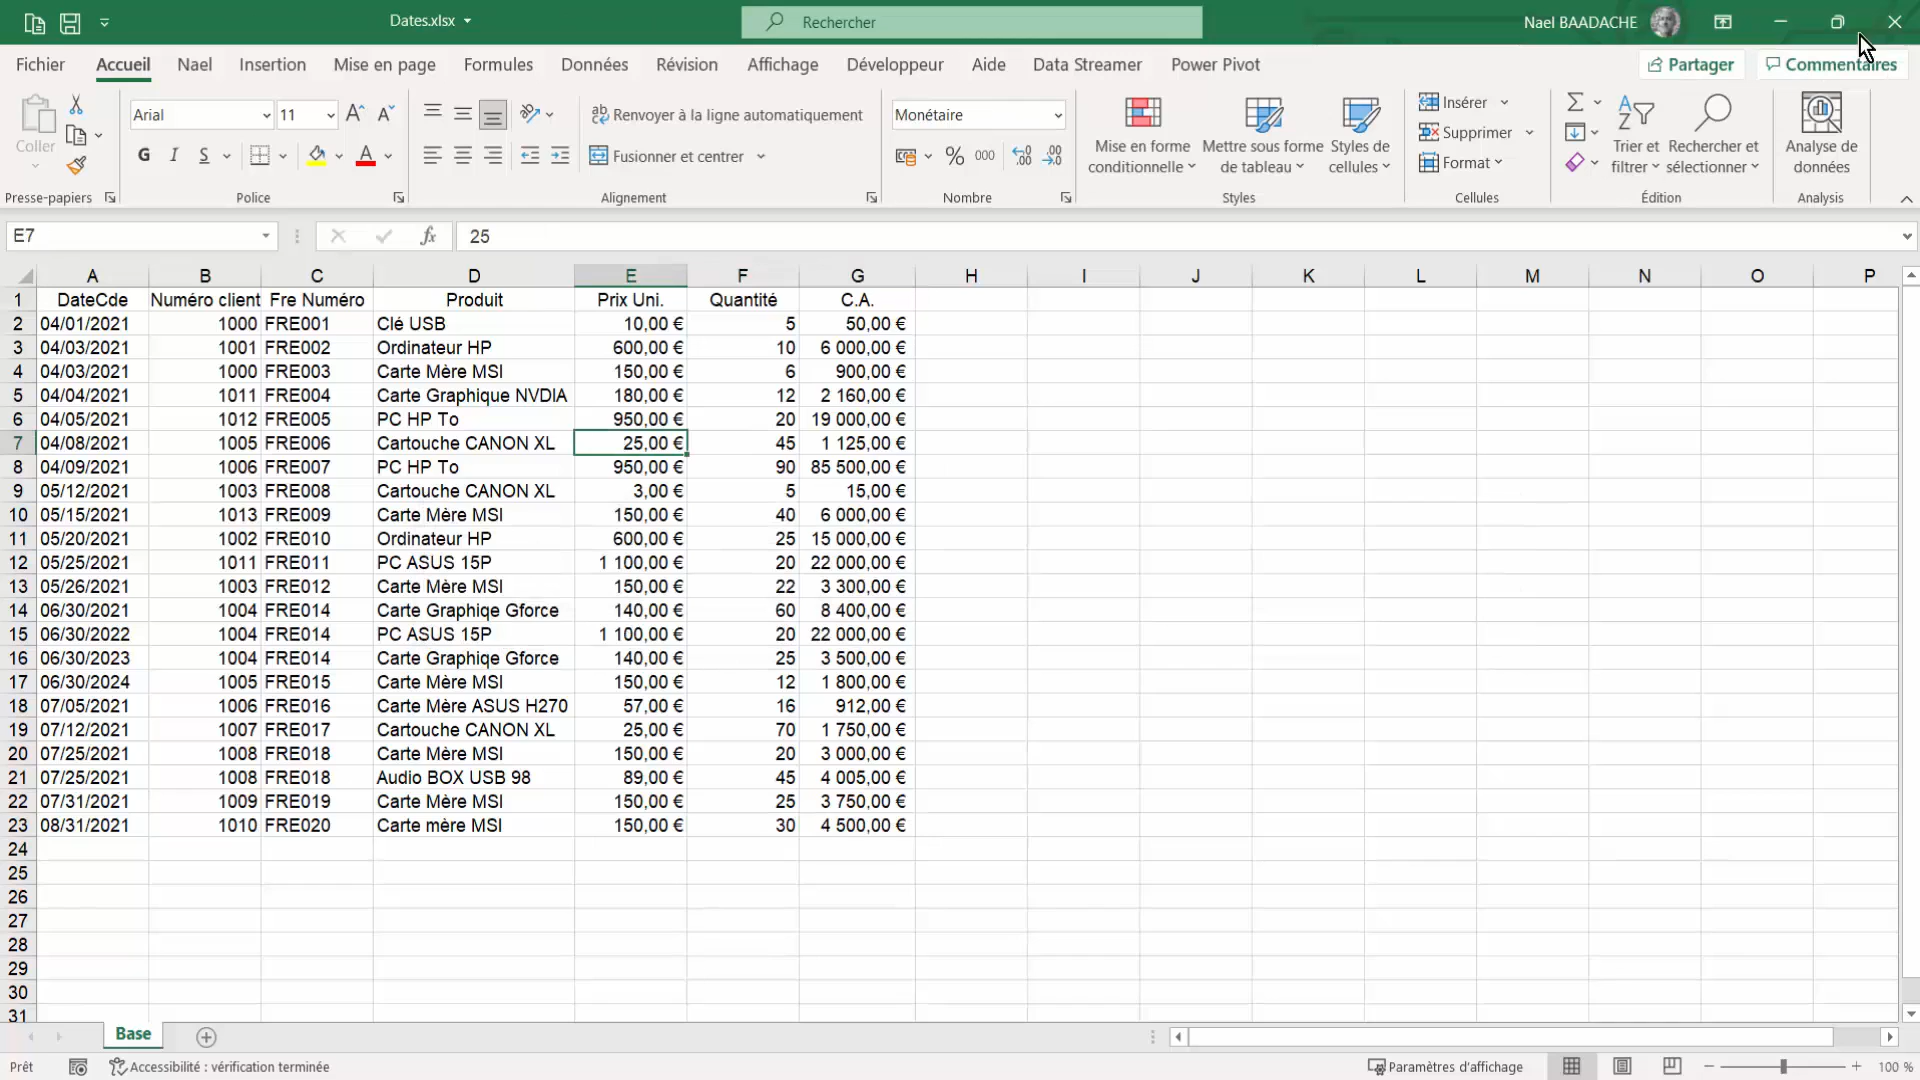 Dates.xlsx
Rechercher
Nael BAADACHE
Fichier Accueil Nael Insertion Mise en page Formules Données Révision Affichage Développeur Aide Data Streamer Power Pivot Partager Commentaires
Coller
Presse-papiers
Arial 11
G I S A
Police
Renvoyer à la ligne automatiquement
Fusionner et centrer
Alignement
Monétaire
% 000
Nombre
Mise en forme conditionnelle
Mettre sous forme de tableau
Styles de cellules
Styles
Insérer
Supprimer
Format
Cellules
Trier et filtrer
Rechercher et sélectionner
Édition
Analyse de données
Analysis
E7 fx 25
A B C D E F G H I J K L M N O P
1 DateCde Numéro client Fre Numéro Produit Prix Uni. Quantité C.A.
2 04/01/2021 1000 FRE001 Clé USB 10,00 € 5 50,00 €
3 04/03/2021 1001 FRE002 Ordinateur HP 600,00 € 10 6 000,00 €
4 04/03/2021 1000 FRE003 Carte Mère MSI 150,00 € 6 900,00 €
5 04/04/2021 1011 FRE004 Carte Graphique NVDIA 180,00 € 12 2 160,00 €
6 04/05/2021 1012 FRE005 PC HP To 950,00 € 20 19 000,00 €
7 04/08/2021 1005 FRE006 Cartouche CANON XL 25,00 € 45 1 125,00 €
8 04/09/2021 1006 FRE007 PC HP To 950,00 € 90 85 500,00 €
9 05/12/2021 1003 FRE008 Cartouche CANON XL 3,00 € 5 15,00 €
10 05/15/2021 1013 FRE009 Carte Mère MSI 150,00 € 40 6 000,00 €
11 05/20/2021 1002 FRE010 Ordinateur HP 600,00 € 25 15 000,00 €
12 05/25/2021 1011 FRE011 PC ASUS 15P 1 100,00 € 20 22 000,00 €
13 05/26/2021 1003 FRE012 Carte Mère MSI 150,00 € 22 3 300,00 €
14 06/30/2021 1004 FRE014 Carte Graphiqe Gforce 140,00 € 60 8 400,00 €
15 06/30/2022 1004 FRE014 PC ASUS 15P 1 100,00 € 20 22 000,00 €
16 06/30/2023 1004 FRE014 Carte Graphiqe Gforce 140,00 € 25 3 500,00 €
17 06/30/2024 1005 FRE015 Carte Mère MSI 150,00 € 12 1 800,00 €
18 07/05/2021 1006 FRE016 Carte Mère ASUS H270 57,00 € 16 912,00 €
19 07/12/2021 1007 FRE017 Cartouche CANON XL 25,00 € 70 1 750,00 €
20 07/25/2021 1008 FRE018 Carte Mère MSI 150,00 € 20 3 000,00 €
21 07/25/2021 1008 FRE018 Audio BOX USB 98 89,00 € 45 4 005,00 €
22 07/31/2021 1009 FRE019 Carte Mère MSI 150,00 € 25 3 750,00 €
23 08/31/2021 1010 FRE020 Carte mère MSI 150,00 € 30 4 500,00 €
24
25
26
27
28
29
30
31
Base
Prêt Accessibilité : vérification terminée Paramètres d'affichage 100 %